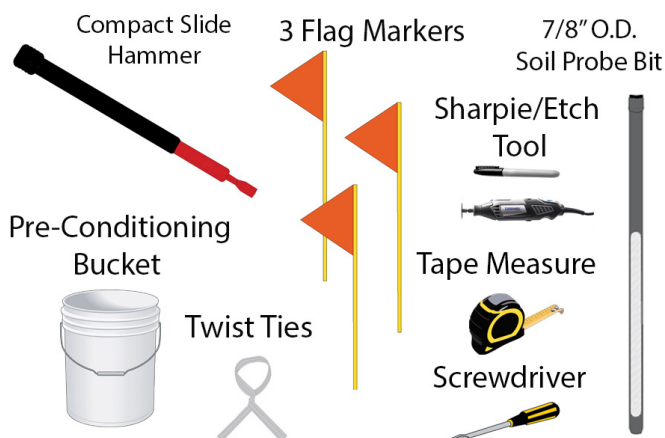 Compact Slide
Hammer
3 Flag Markers
7/8” O.D.
Soil Probe Bit
Sharpie/Etch
Tool
Pre-Conditioning
Bucket
Tape Measure
Twist Ties
Screwdriver